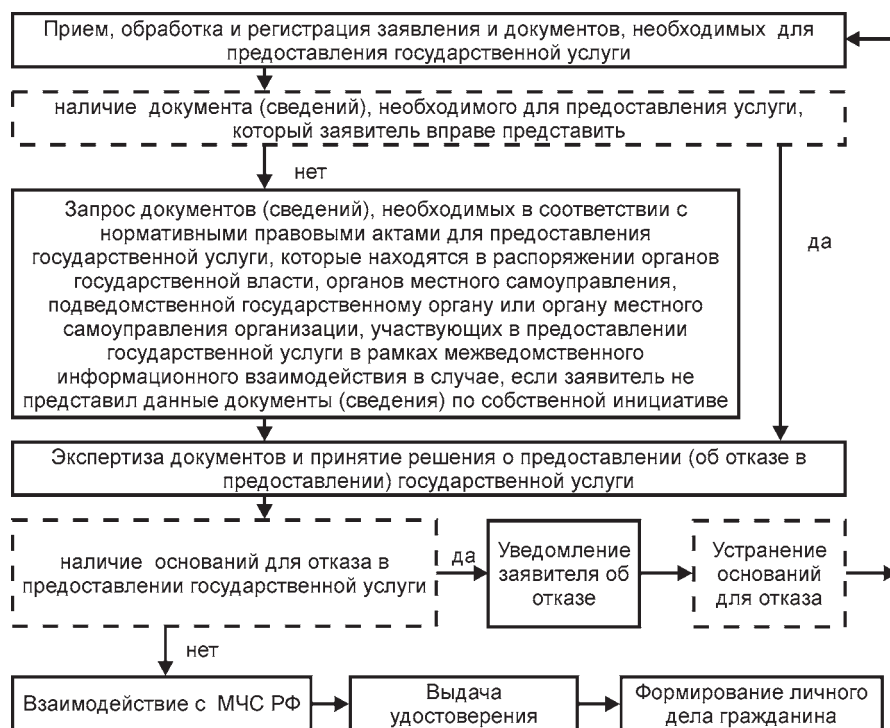 Прием, обработка и регистрация заявления и документов, необходимых для
предоставления государственной услуги
наличие документа (сведений), необходимого для предоставления услуги,
который заявитель вправе представить
нет
да
Запрос документов (сведений), необходимых в соответствии с
нормативными правовыми актами для предоставления
государственной услуги, которые находятся в распоряжении органов
государственной власти, органов местного самоуправления,
подведомственной государственному органу или органу местного
самоуправления организации, участвующих в предоставлении
государственной услуги в рамках межведомственного
информационного взаимодействия в случае, если заявитель не
представил данные документы (сведения) по собственной инициативе
Экспертиза документов и принятие решения о предоставлении (об отказе в
предоставлении) государственной услуги
наличие оснований для отказа в
предоставлении государственной услуги
да
Уведомление
заявителя об
отказе
Устранение
оснований
для отказа
нет
Взаимодействие с МЧС РФ
Выдача
удостоверения
Формирование личного
дела гражданина